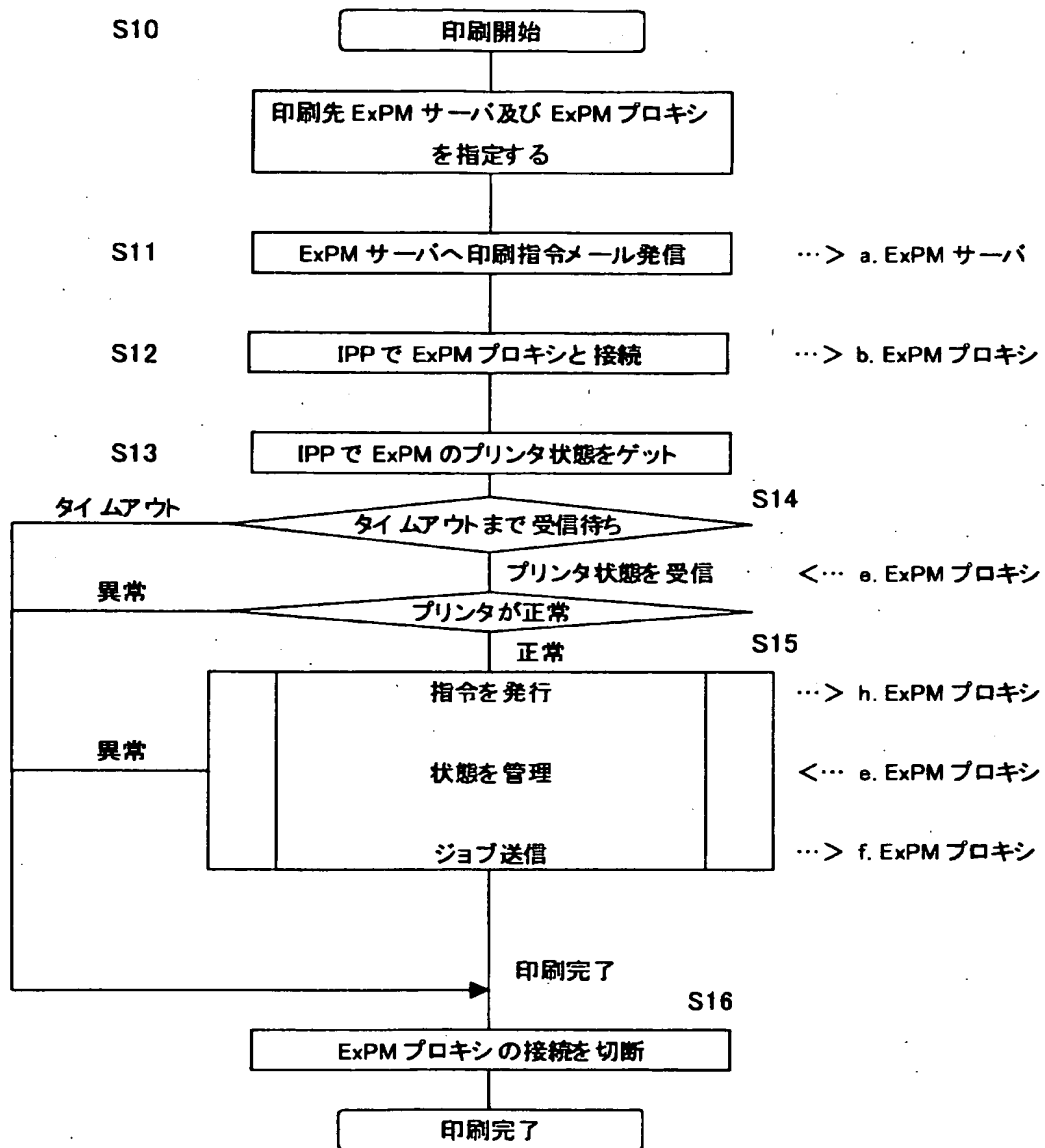 S10
印刷開始
印刷先 ExPM サーバ及び ExPM プロキシ
を指定する
S11
ExPM サーバへ印刷指令メール発信
…> a. ExPM サーバ
S12
IPP で ExPM プロキシと接続
…> b. ExPM プロキシ
S13
IPP で ExPM のプリンタ状態をゲット
S14
タイムアウト
タイムアウトまで受信待ち
プリンタ状態を受信
<… e. ExPM プロキシ
異常
プリンタが正常
S15
正常
指令を発行
…> h. ExPM プロキシ
異常
状態を管理
<… e. ExPM プロキシ
ジョブ送信
…> f. ExPM プロキシ
印刷完了
S16
ExPM プロキシの接続を切断
印刷完了